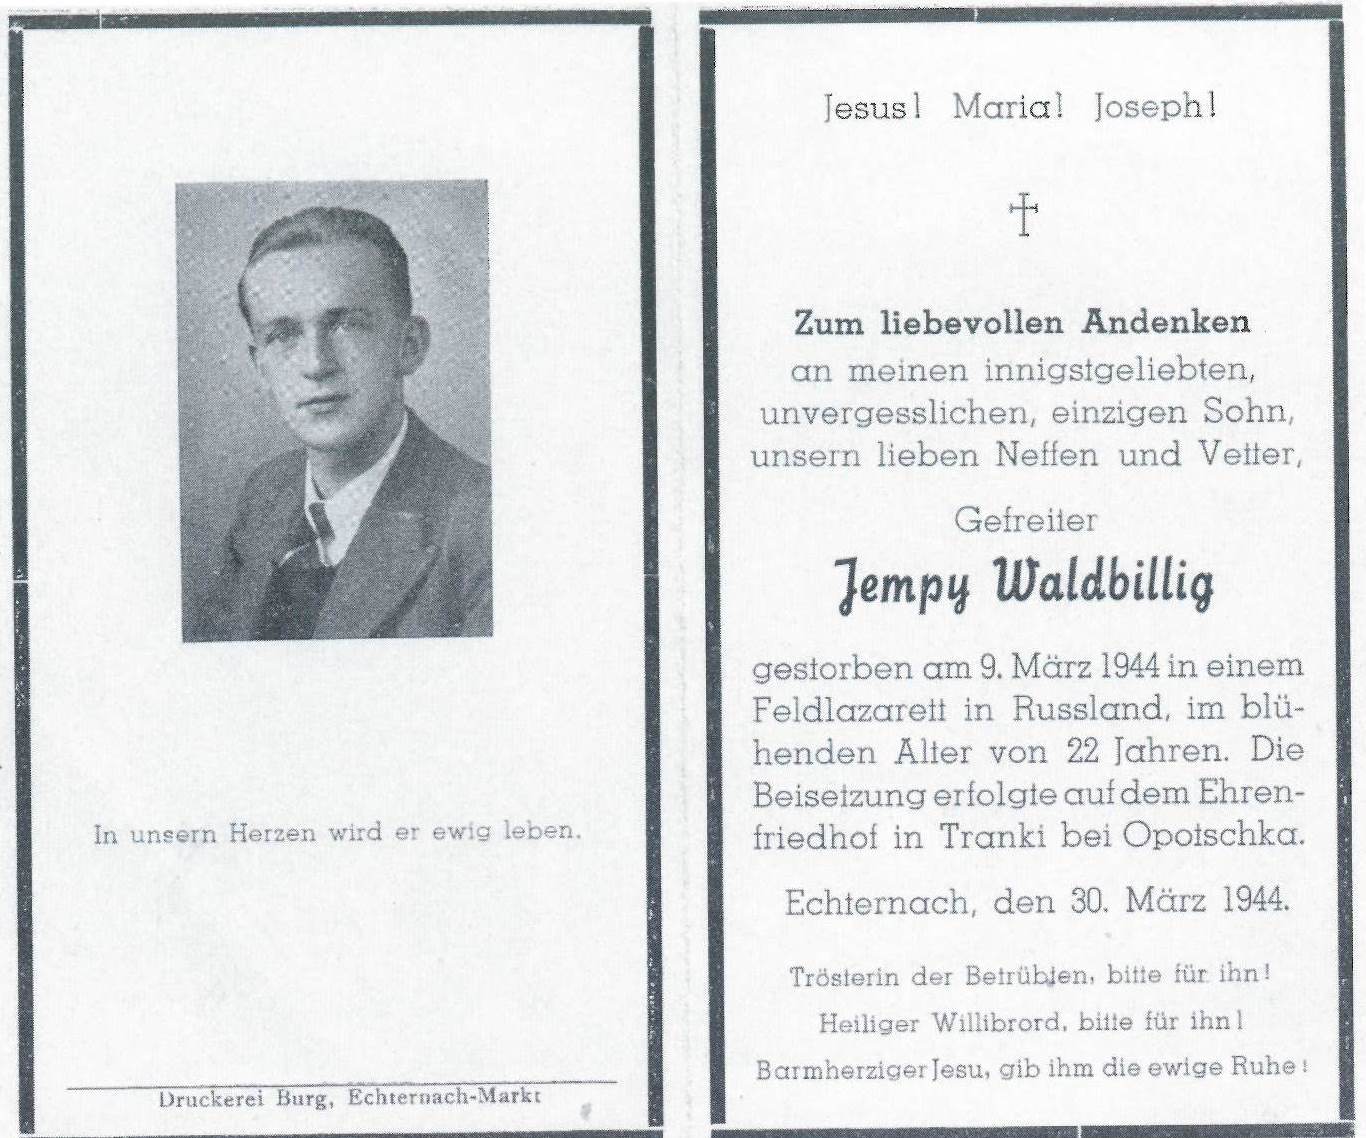 In unsern Herzen wird er ewig leben.
Druckerei Burg, Echternach-Markt
Jesus! Maria! Joseph!
Zum liebevollen Andenken
an meinen innigstgeliebten,
unvergesslichen, einzigen Sohn,
unsern lieben Neffen und Vetter,
Gefreiter
Jempy Waldbillig
gestorben am 9. März 1944 in einem
Feldlazarett in Russland, im blü-
henden Alter von 22 Jahren. Die
Beisetzung erfolgte auf dem Ehren-
friedhof in Tranki bei Opotschka.
Echternach, den 30. März 1944.
Trösterin der Betrübten, bitte für ihn!
Heiliger Willibrord, bitte für ihn!
Barmherziger Jesu, gib ihm die ewige Ruhe!